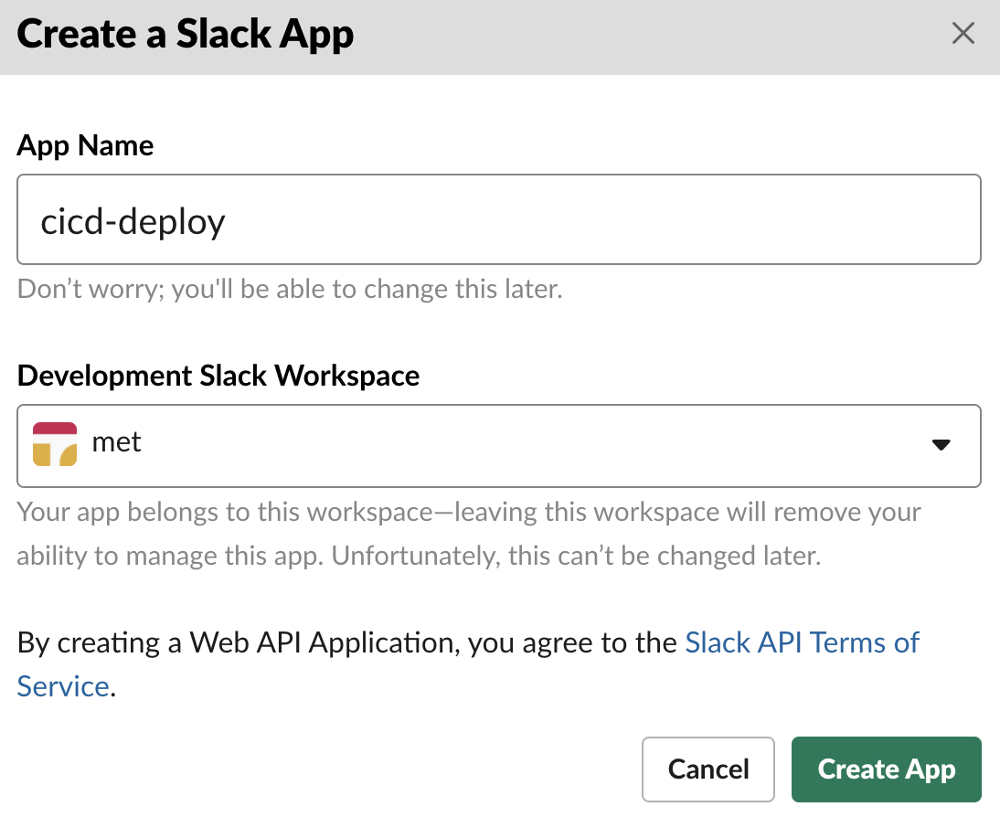 Create a Slack App
App Name
cicd-deploy
Don’t worry; you'll be able to change this later.
Development Slack Workspace
met
Your app belongs to this workspace—leaving this workspace will remove your
ability to manage this app. Unfortunately, this can’t be changed later.
By creating a Web API Application, you agree to the Slack API Terms of
Service.
Cancel
Create App